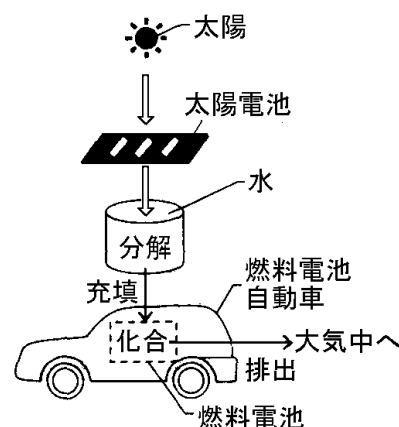 太陽
太陽電池
水
分解
充填
燃料電池
自動車
化合
大気中へ
排出
燃料電池